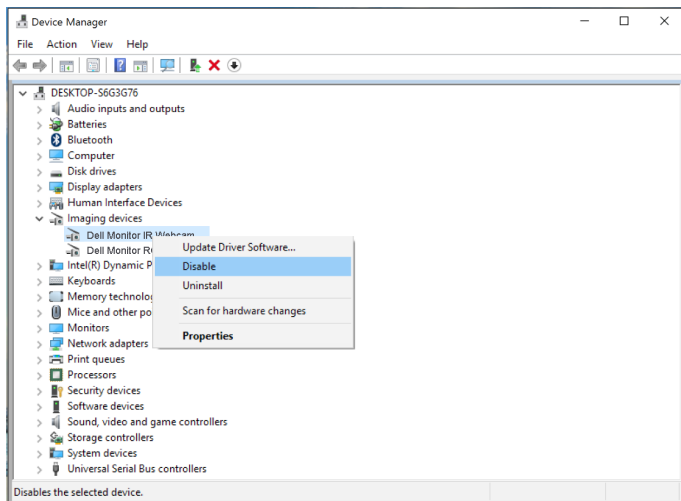 Device Manager
File Action View Help
DESKTOP-S6G3G76
Audio inputs and outputs
Batteries
Bluetooth
Computer
Disk drives
Display adapters
Human Interface Devices
Imaging devices
Dell Monitor IR Webcam
Dell Monitor
Update Driver Software...
Disable
Uninstall
Scan for hardware changes
Properties
Intel(R) Dynamic
Keyboards
Memory
Mice and other
Monitors
Network adapters
Print queues
Processors
Security devices
Software devices
Sound, video and game controllers
Storage controllers
System devices
Universal Serial Bus controllers
Disables the selected device.